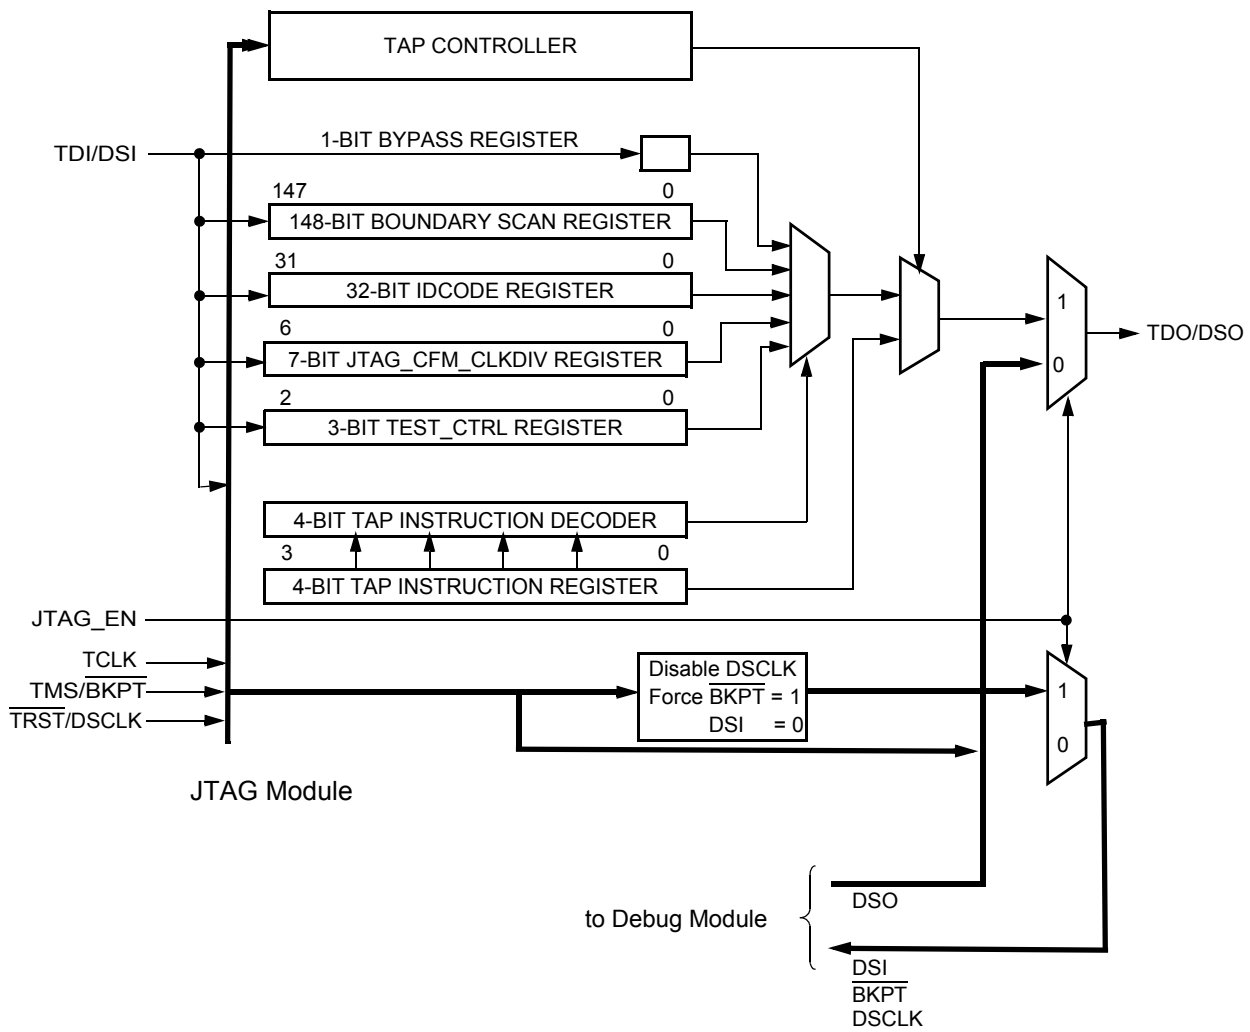 TAP CONTROLLER
1-BIT BYPASS REGISTER
TDI/DSI
147 0
148-BIT BOUNDARY SCAN REGISTER
31 0
32-BIT IDCODE REGISTER
6 0
7-BIT JTAG_CFM_CLKDIV REGISTER
2 0
3-BIT TEST_CTRL REGISTER
1
0
TDO/DSO
4-BIT TAP INSTRUCTION DECODER
3 0
4-BIT TAP INSTRUCTION REGISTER
JTAG_EN
TCLK
TMS/BKPT
TRST/DSCLK
Disable DSCLK
Force BKPT = 1
DSI = 0
1
0
JTAG Module
to Debug Module
DSO
DSI
BKPT
DSCLK